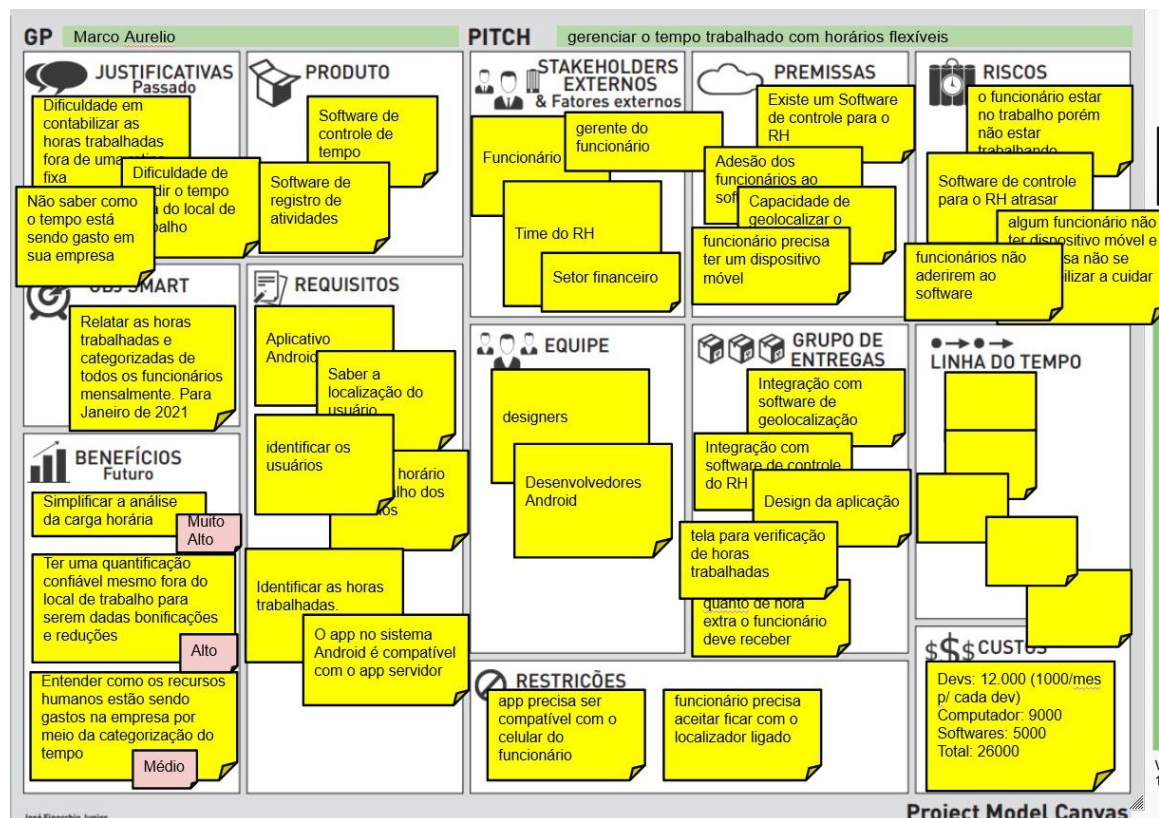 GP Marco Aurelio
PITCH gerenciar o tempo trabalhado com horários flexíveis
JUSTIFICATIVAS
Passado
Dificuldade em
contabilizar as
horas trabalhadas
fora de uma
fixa
Dificuldade de
o tempo
do local de
Não saber como
o tempo está
sendo gasto em
sua empresa
PRODUTO
Software de
controle de
tempo
Software de
registro de
atividades
STAKEHOLDERS
EXTERNOS
& Fatores externos
Funcionário
gerente do
funcionário
Time do RH
Setor financeiro
PREMISSAS
Existe um Software
de controle para o
RH
Adesão dos
funcionários ao
Capacidade de
geolocalizar o
funcionário precisa
ter um dispositivo
móvel
RISCOS
o funcionário estar
no trabalho porém
não estar
trabalhando
Software de controle
para o RH atrasar
algum funcionário não
ter dispositivo móvel e
não se
a cuidar
funcionários não
aderirem ao
software
OBJ SMART
Relatar as horas
trabalhadas e
categorizadas de
todos os funcionários
mensalmente. Para
Janeiro de 2021
REQUISITOS
Aplicativo
Android
Saber a
localização do
usuário
identificar os
usuários
horário
dos
Identificar as horas
trabalhadas.
O app no sistema
Android é compatível
com o app servidor
EQUIPE
designers
Desenvolvedores
Android
GRUPO DE
ENTREGAS
Integração com
software de
geolocalização
Integração com
software de controle
do RH
Design da aplicação
tela para verificação
de horas
trabalhadas
quanto de hora
extra o funcionário
deve receber
LINHA DO TEMPO
BENEFÍCIOS
Futuro
Simplificar a análise
da carga horária
Muito
Alto
Ter uma quantificação
confiável mesmo fora do
local de trabalho para
serem dadas bonificações
e reduções
Alto
Entender como os recursos
humanos estão sendo
gastos na empresa por
meio da categorização do
tempo
Médio
RESTRIÇÕES
app precisa ser
compatível com o
celular do
funcionário
funcionário precisa
aceitar ficar com o
localizador ligado
$$$ CUSTOS
Devs: 12.000 (1000/mes
p/ cada dev)
Computador: 9000
Softwares: 5000
Total: 26000
Project Model Canvas